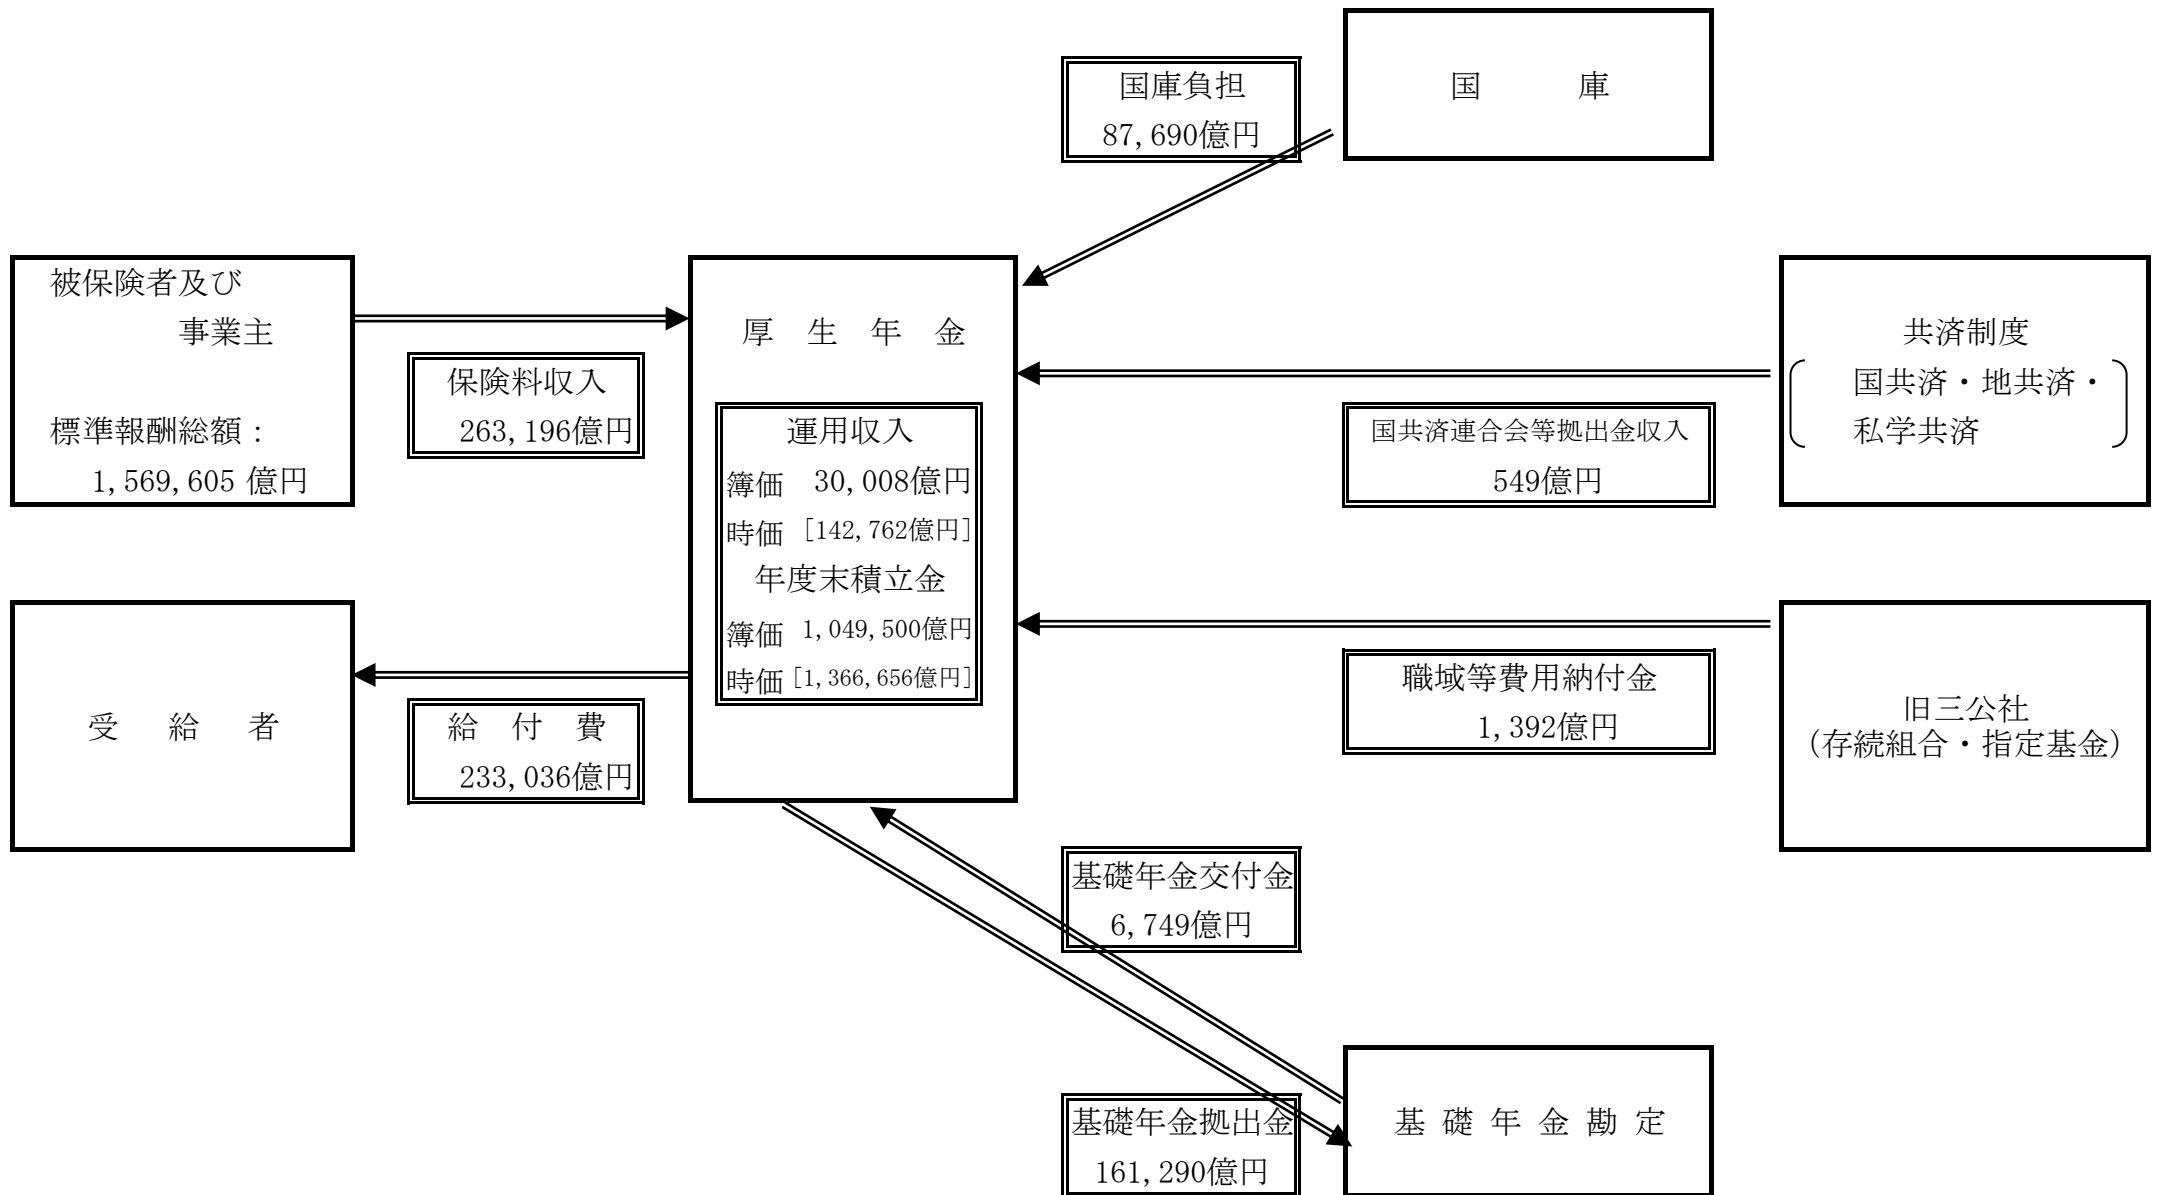 国庫負担
87,690億円
国　庫
被保険者及び
事業主
標準報酬総額：
1,569,605 億円
保険料収入
263,196億円
厚 生 年 金
運用収入
簿価 30,008億円
時価 [142,762億円]
年度末積立金
簿価 1,049,500億円
時価 [1,366,656億円]
共済制度
国共済・地共済・
私学共済
国共済連合会等拠出金収入
549億円
受 給 者
給 付 費
233,036億円
職域等費用納付金
1,392億円
旧三公社
(存続組合・指定基金)
基礎年金交付金
6,749億円
基礎年金拠出金
161,290億円
基 礎 年 金 勘 定